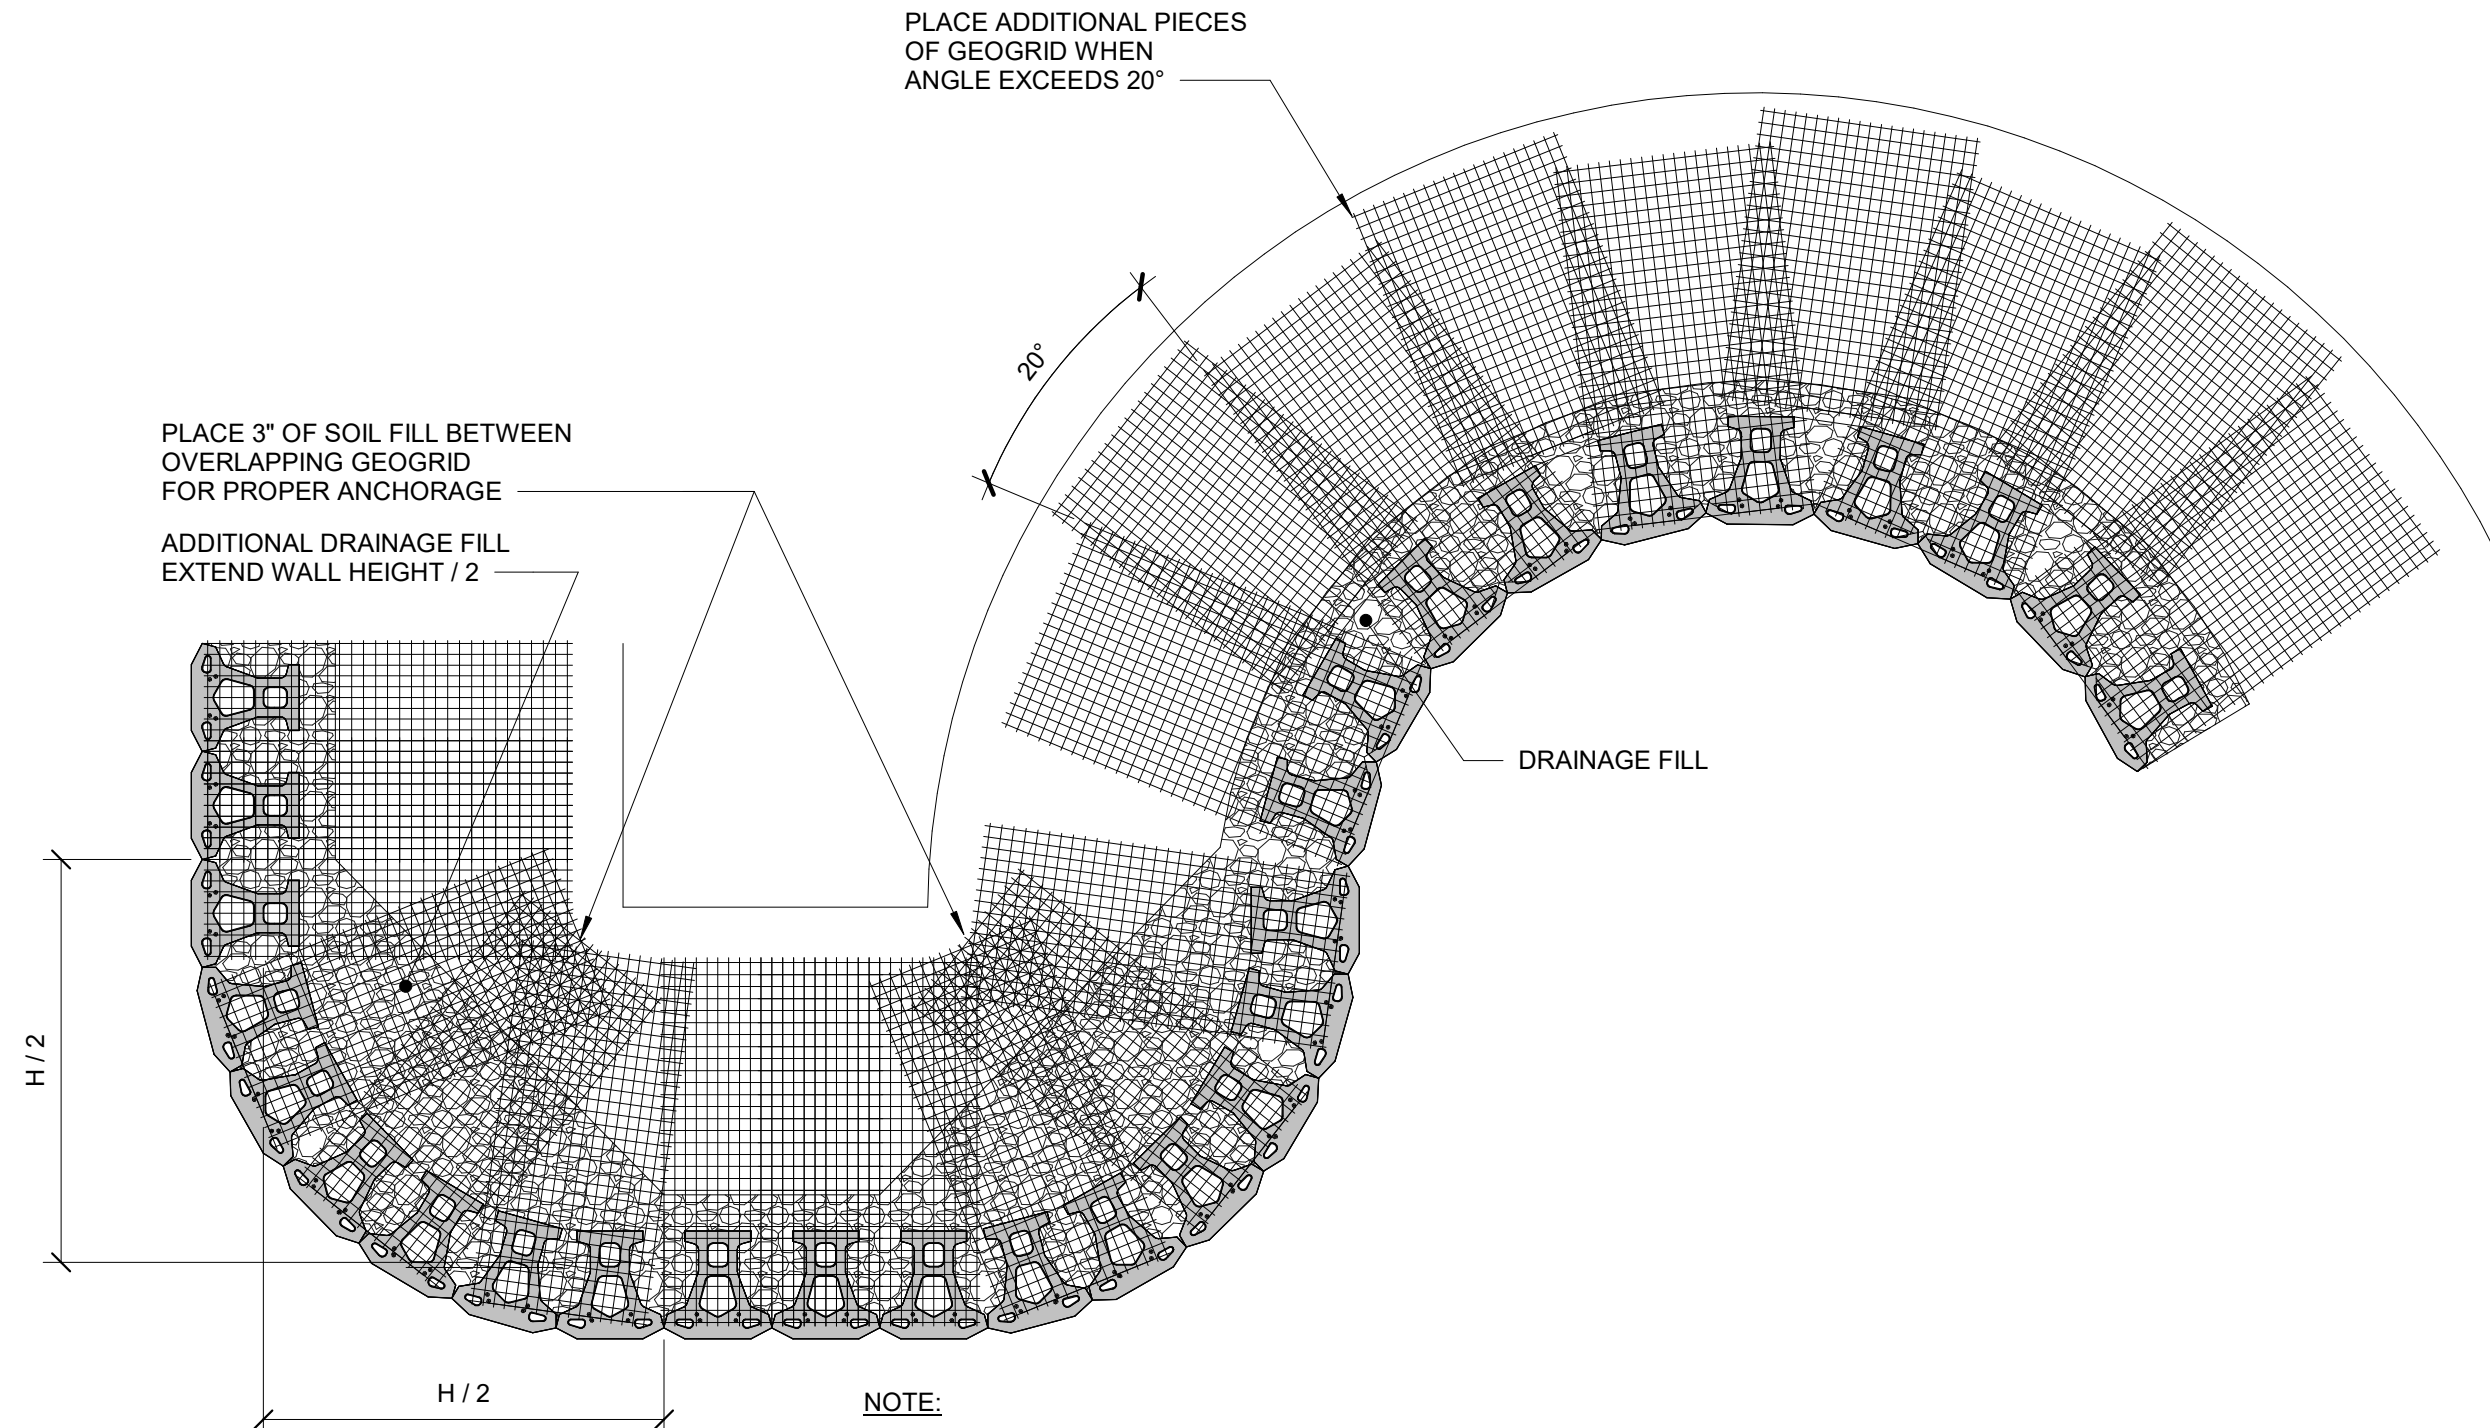 PLACE ADDITIONAL PIECES
OF GEOGRID WHEN
ANGLE EXCEEDS 20°
20°
PLACE 3" OF SOIL FILL BETWEEN
OVERLAPPING GEOGRID
FOR PROPER ANCHORAGE
ADDITIONAL DRAINAGE FILL
EXTEND WALL HEIGHT / 2
DRAINAGE FILL
H / 2
H / 2
NOTE: